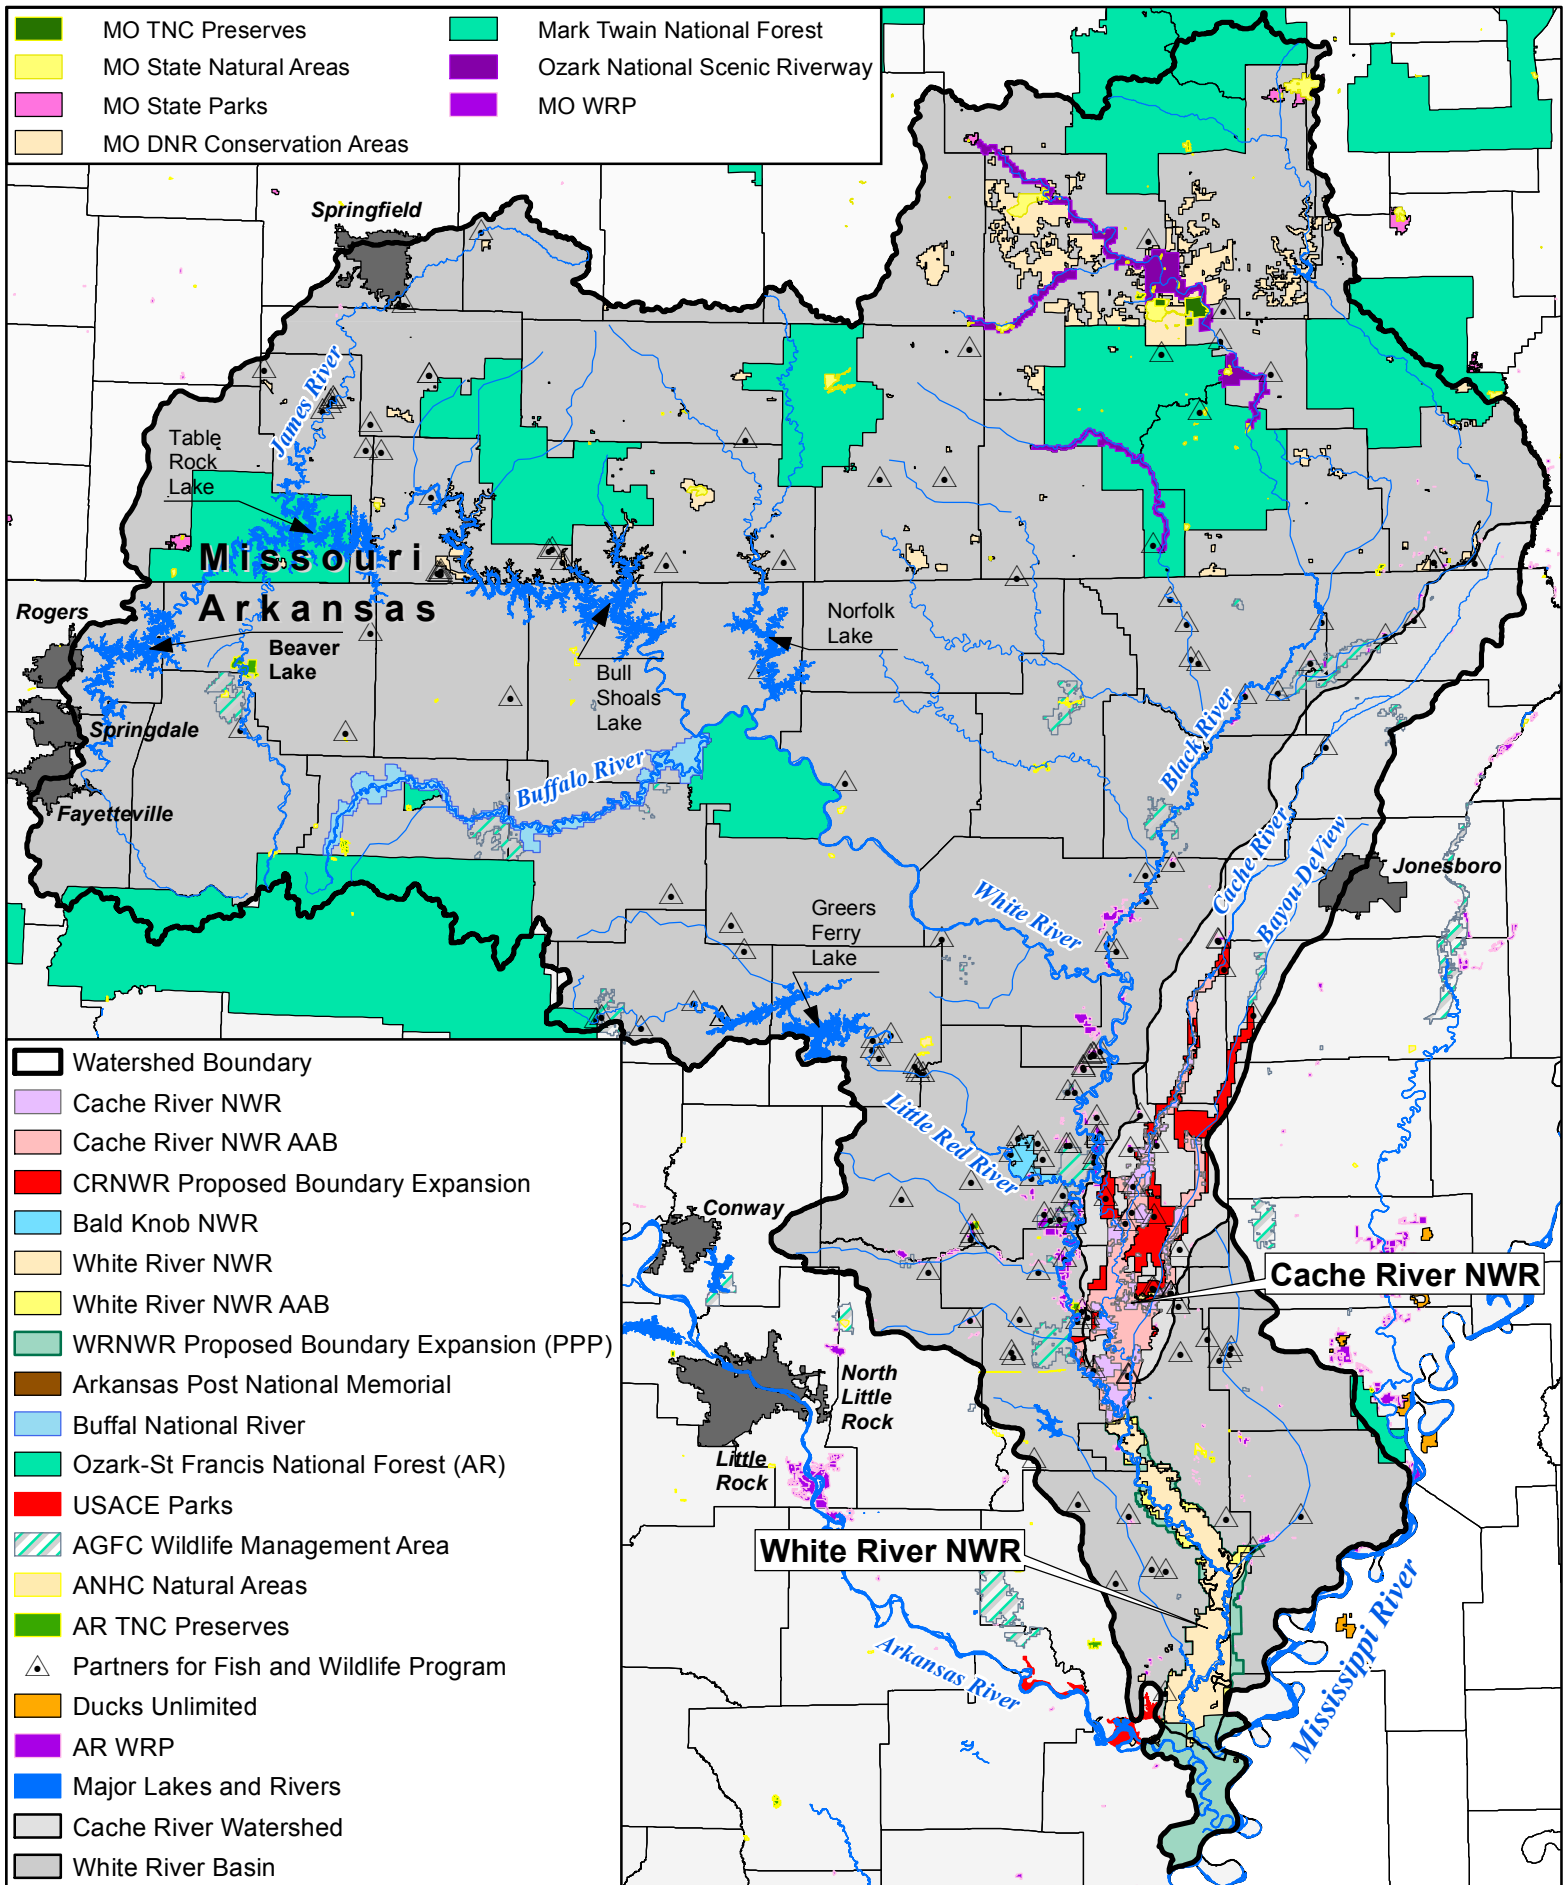 MO TNC Preserves
MO State Natural Areas
MO State Parks
MO DNR Conservation Areas
Mark Twain National Forest
Ozark National Scenic Riverway
MO WRP
Springfield
James River
Table
Rock
Lake
Missouri
Arkansas
Rogers
Beaver
Lake
Norfolk
Lake
Bull
Shoals
Lake
Springdale
Fayetteville
Buffalo River
Black River
Cache River
Bayou-DeView
Jonesboro
White River
Greers
Ferry
Lake
Little Red River
Conway
Cache River NWR
North
Little
Rock
Little
Rock
White River NWR
Arkansas River
Mississippi River
Watershed Boundary
Cache River NWR
Cache River NWR AAB
CRNWR Proposed Boundary Expansion
Bald Knob NWR
White River NWR
White River NWR AAB
WRNWR Proposed Boundary Expansion (PPP)
Arkansas Post National Memorial
Buffal National River
Ozark-St Francis National Forest (AR)
USACE Parks
AGFC Wildlife Management Area
ANHC Natural Areas
AR TNC Preserves
Partners for Fish and Wildlife Program
Ducks Unlimited
AR WRP
Major Lakes and Rivers
Cache River Watershed
White River Basin